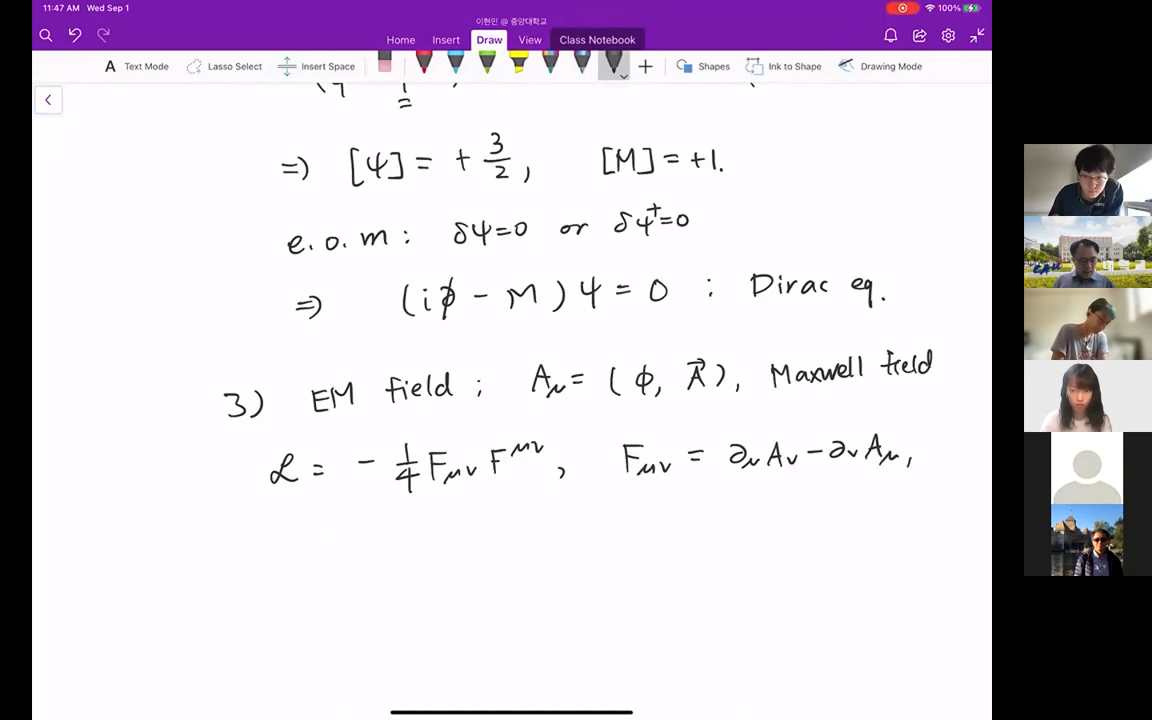 11:47 AM Wed Sep 1
100%
이현민 @ 중앙대학교
Home Insert Draw View Class Notebook
A Text Mode Lasso Select Insert Space Shapes Ink to Shape Drawing Mode
=> [ψ] = + 3/2, [M] = +1.
e.o.m : δψ=0 or δψ†=0
=> (i∂̸ - M)ψ = 0 : Dirac eq.
3) EM field ; Aμ = (ϕ, A⃗), Maxwell field
ℒ = - 1/4 Fμν F^μν, Fμν = ∂μ Aν - ∂ν Aμ,